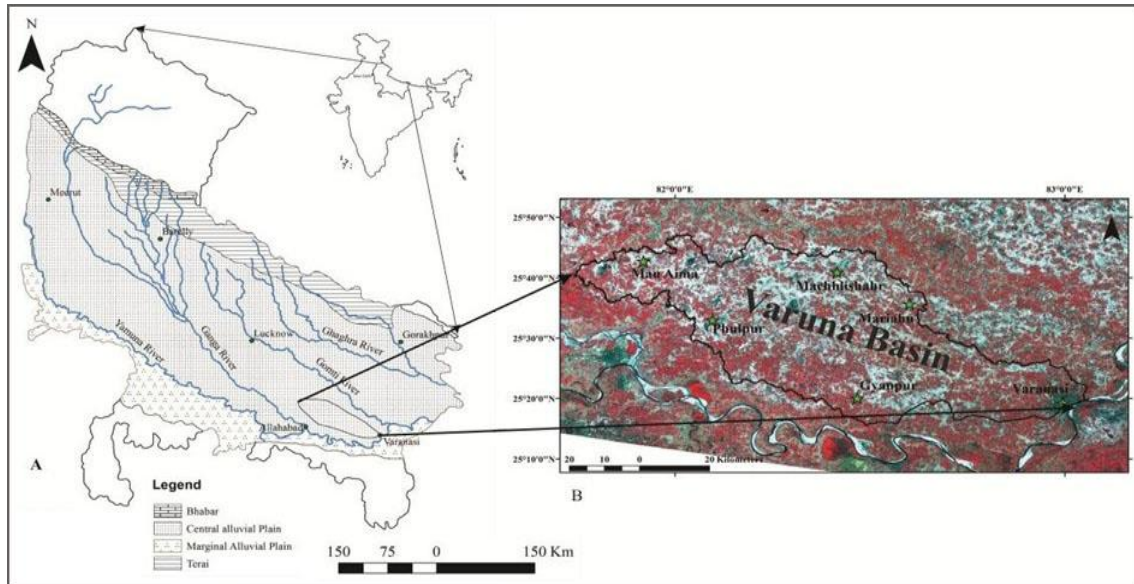 N
Meerut
Bareily
Lucknow
Gorakhpur
Ghaghra River
Gomti River
Ganga River
Yamuna River
Allahabad
Varanasi
A
Legend
Bhabar
Central alluvial Plain
Marginal Alluvial Plain
Terai
150 75 0 150 Km
82°0'0"N 83°0'0"N
25°50'0"N
25°40'0"N
25°30'0"N
25°20'0"N
25°10'0"N
Mau Aima
Machhlishahr
Mariahu
Phulpur
Varuna Basin
Gyanpur
Varanasi
20 10 0 20 Kilometers
B